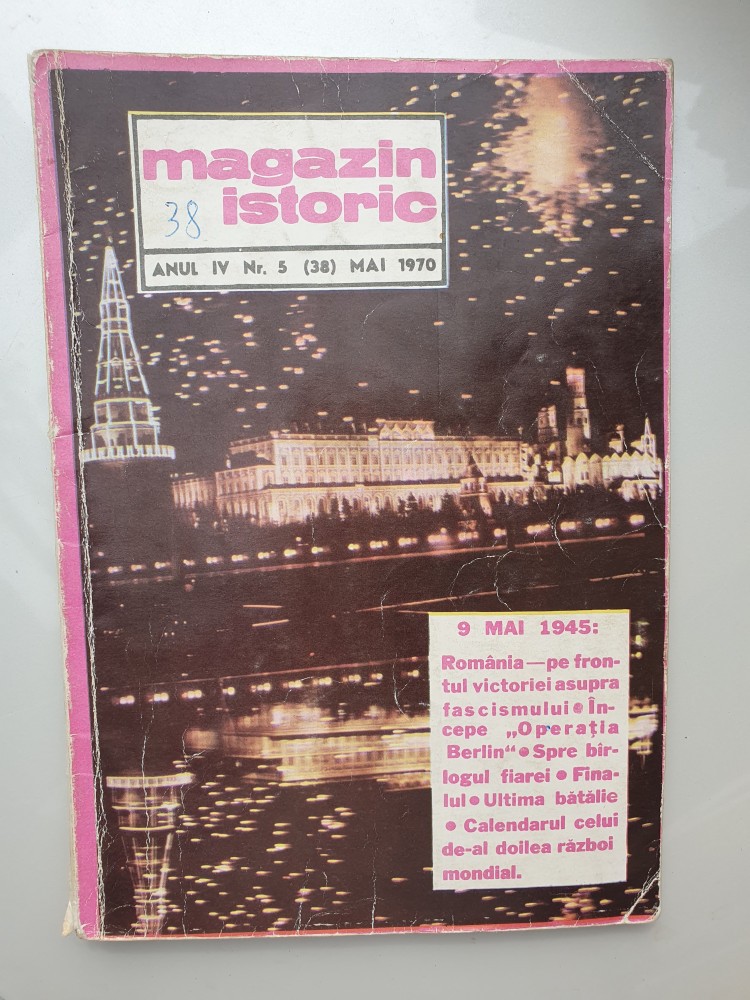 magazin
38 istoric
ANUL IV Nr. 5 (38) MAI 1970
9 MAI 1945:
România—pe fron-
tul victoriei asupra
fascismului • În-
cepe „Operaţia
Berlin“ • Spre bîr-
logul fiarei • Fina-
lul • Ultima bătălie
• Calendarul celui
de-al doilea război
mondial.